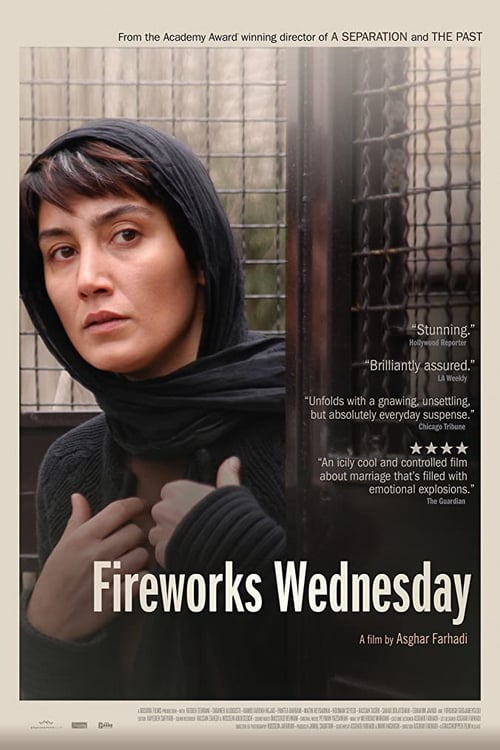 From the Academy Award® winning director of A SEPARATION and THE PAST
“Stunning.”
Hollywood Reporter
“Brilliantly assured.”
LA Weekly
“Unfolds with a gnawing, unsettling,
but absolutely everyday suspense.”
Chicago Tribune
★★★★
“An icily cool and controlled film
about marriage that’s filled with
emotional explosions.”
The Guardian
Fireworks Wednesday
A film by Asghar Farhadi